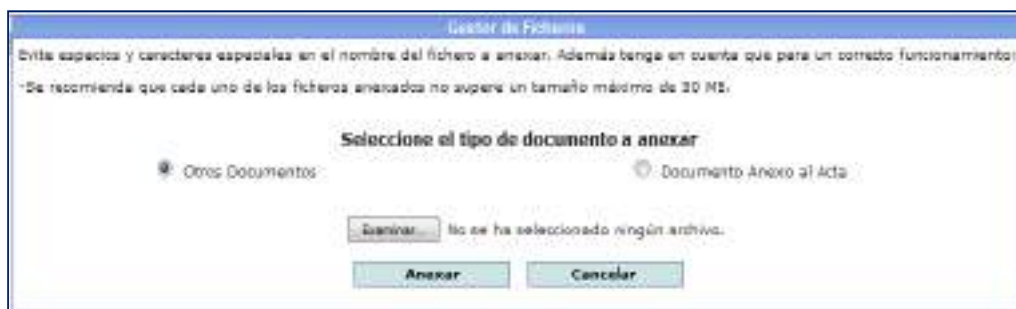 Gestor de Ficheros
Evite espacios y caracteres especiales en el nombre del fichero a anexar. Además tenga en cuenta que para un correcto funcionamiento:
-Se recomienda que cada uno de los ficheros anexados no supere un tamaño máximo de 30 MB.
Seleccione el tipo de documento a anexar
Otros Documentos
Documento Anexo al Acta
Examinar... No se ha seleccionado ningún archivo.
Anexar Cancelar